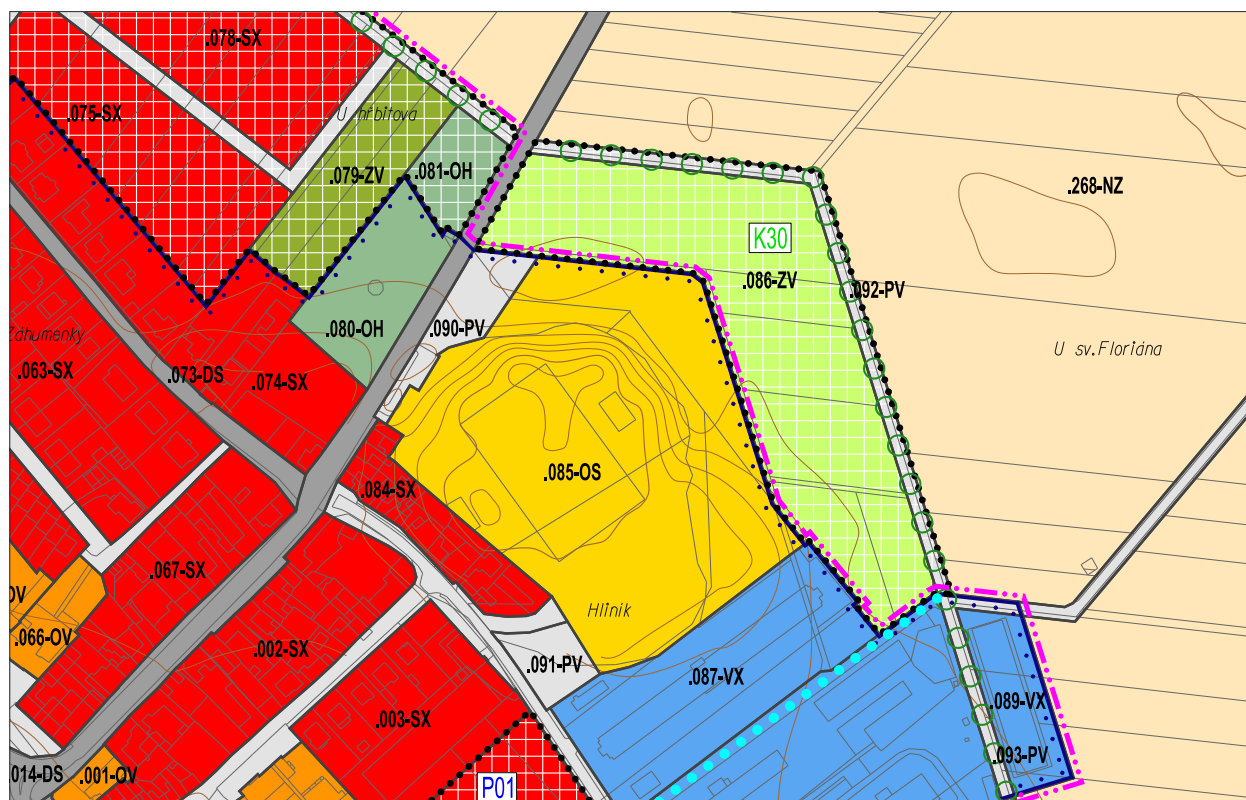 .078-SX
.075-SX
U hřbitova
.081-OH
.079-ZV
.268-NZ
K30
.086-ZV
.092-PV
.080-OH
.090-PV
Záhumenky
U sv.Floriána
.063-SX
.073-DS
.074-SX
.085-OS
.084-SX
.067-SX
OV
Hliník
.066-OV
.002-SX
.091-PV
.087-VX
.089-VX
.003-SX
.093-PV
014-DS
.001-OV
P01